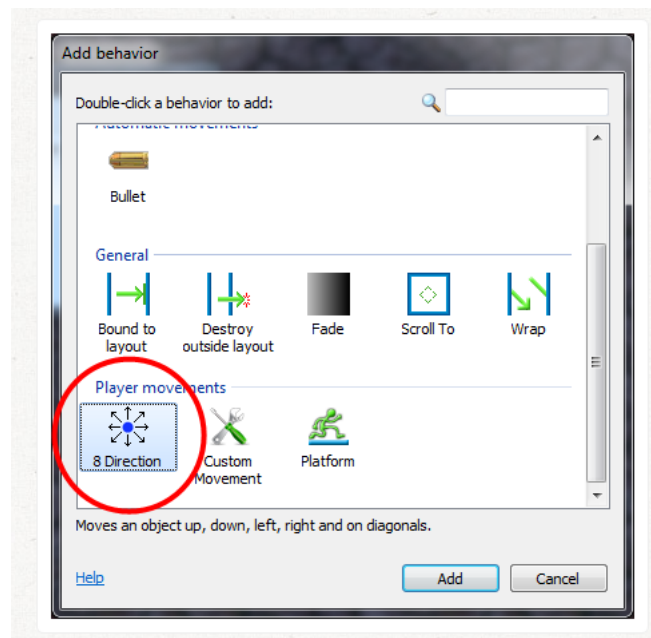 Add behavior
Double-click a behavior to add:
Automatic movements
Bullet
General
Bound to
layout
Destroy
outside layout
Fade
Scroll To
Wrap
Player movements
8 Direction
Custom
Movement
Platform
Moves an object up, down, left, right and on diagonals.
Help
Add
Cancel